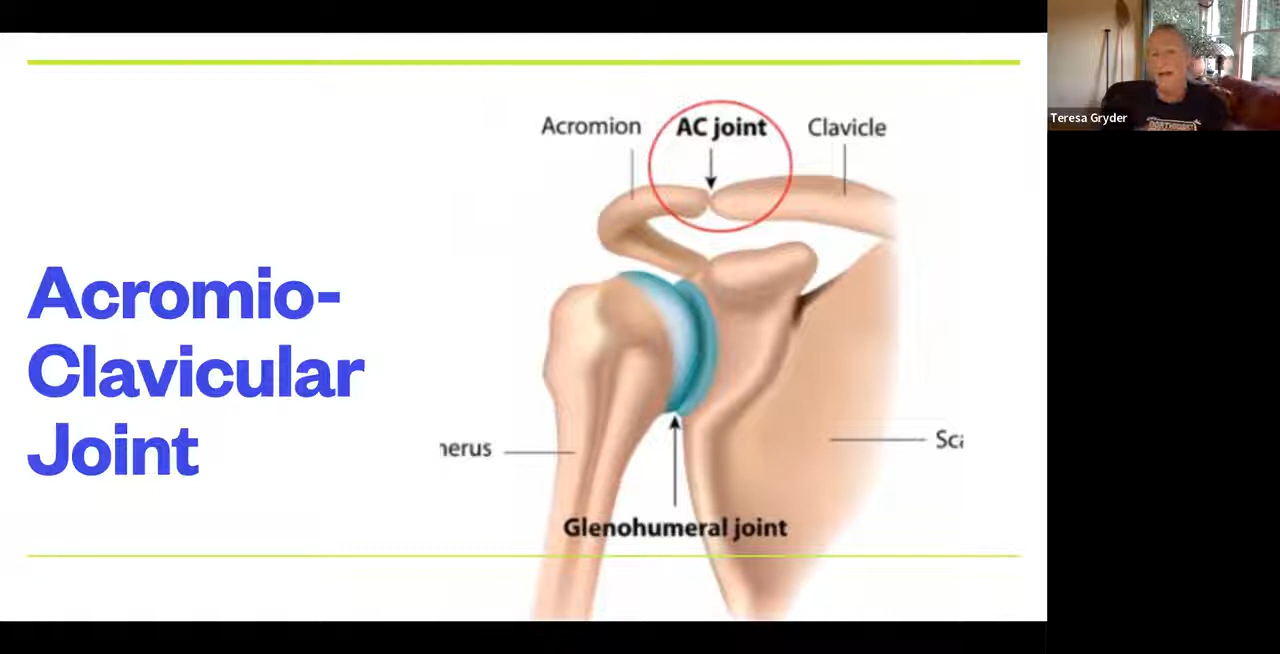 Acromion
AC joint
Clavicle
Acromio-
Clavicular
Joint
nerus
Sca
Glenohumeral joint
Teresa Gryder